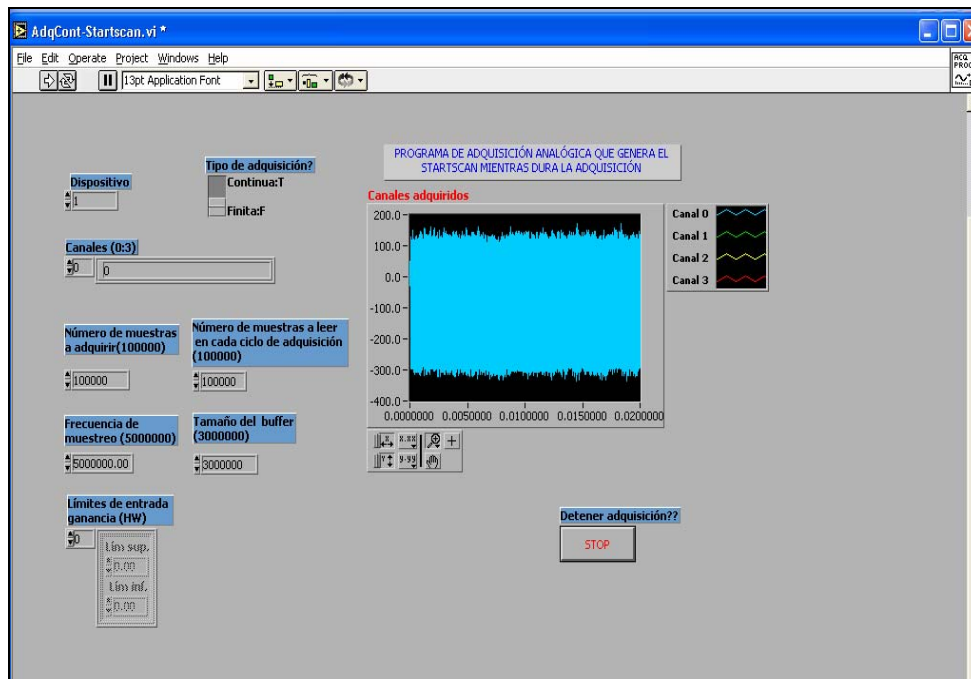 AdqCont-Startscan.vi *
File Edit Operate Project Windows Help
13pt Application Font
ACQ
PROC
PROGRAMA DE ADQUISICIÓN ANALÓGICA QUE GENERA EL
STARTSCAN MIENTRAS DURA LA ADQUISICIÓN
Tipo de adquisición?
Continua:T
Finita:F
Dispositivo
1
Canales (0:3)
0
0
Número de muestras
a adquirir(100000)
100000
Número de muestras a leer
en cada ciclo de adquisición
(100000)
100000
Frecuencia de
muestreo (5000000)
5000000.00
Tamaño del buffer
(3000000)
3000000
Límites de entrada
ganancia (HW)
0
Lím sup.
0.00
Lím inf.
0.00
Canales adquiridos
200.0
100.0
0.0
-100.0
-200.0
-300.0
-400.0
0.0000000 0.0050000 0.0100000 0.0150000 0.0200000
Canal 0
Canal 1
Canal 2
Canal 3
x.xx
y.yy
Detener adquisición??
STOP